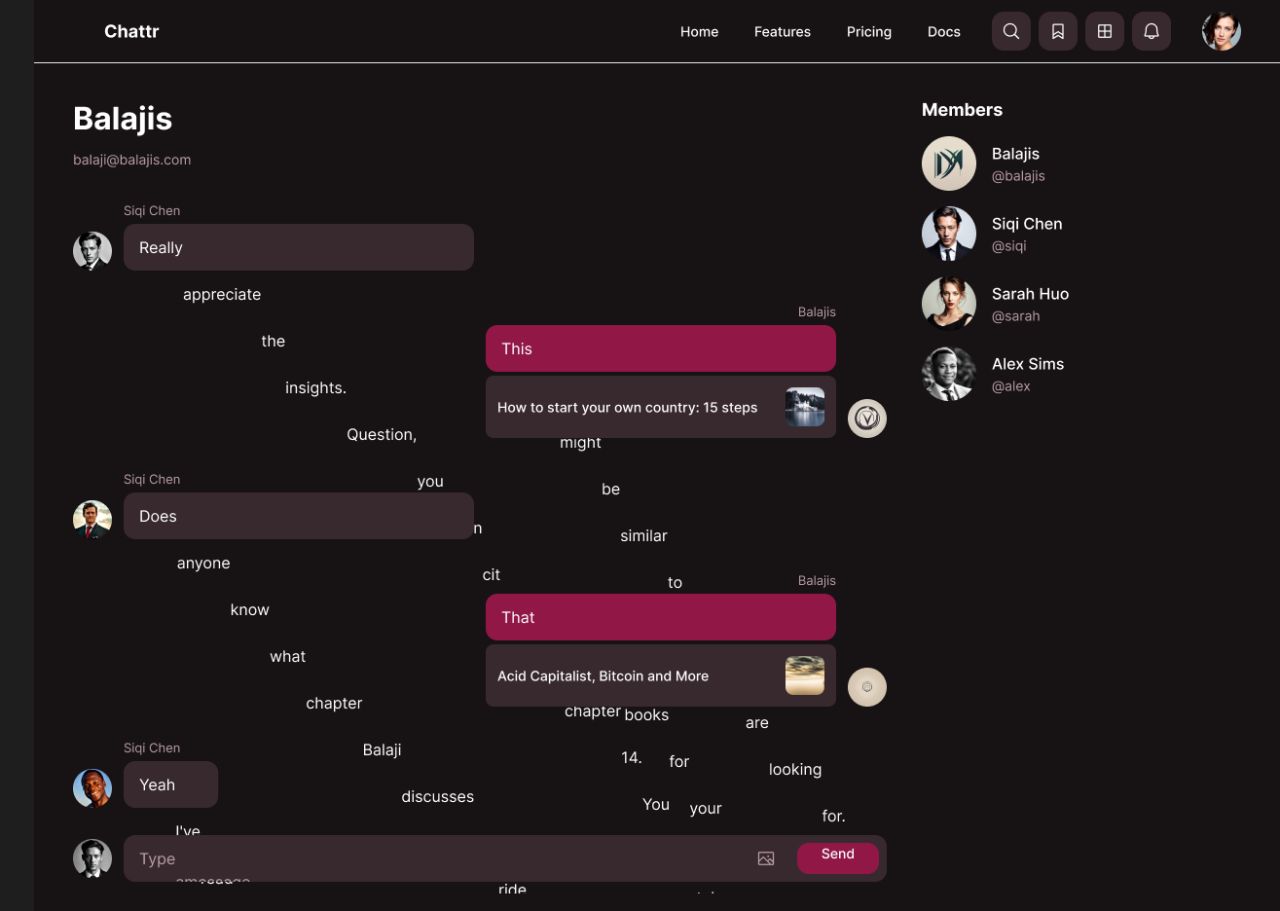 Chattr
Home Features Pricing Docs
Balajis
balaji@balajis.com
Siqi Chen
Really
appreciate
the
insights.
Question,
you
Balajis
This
How to start your own country: 15 steps
might
be
similar
to
Siqi Chen
Does
anyone
know
what
chapter
Balaji
discusses
cit
Balajis
That
Acid Capitalist, Bitcoin and More
chapter books are
14. for looking
You your for.
Siqi Chen
Yeah
I've
Type
Send
ride
Members
Balajis
@balajis
Siqi Chen
@siqi
Sarah Huo
@sarah
Alex Sims
@alex